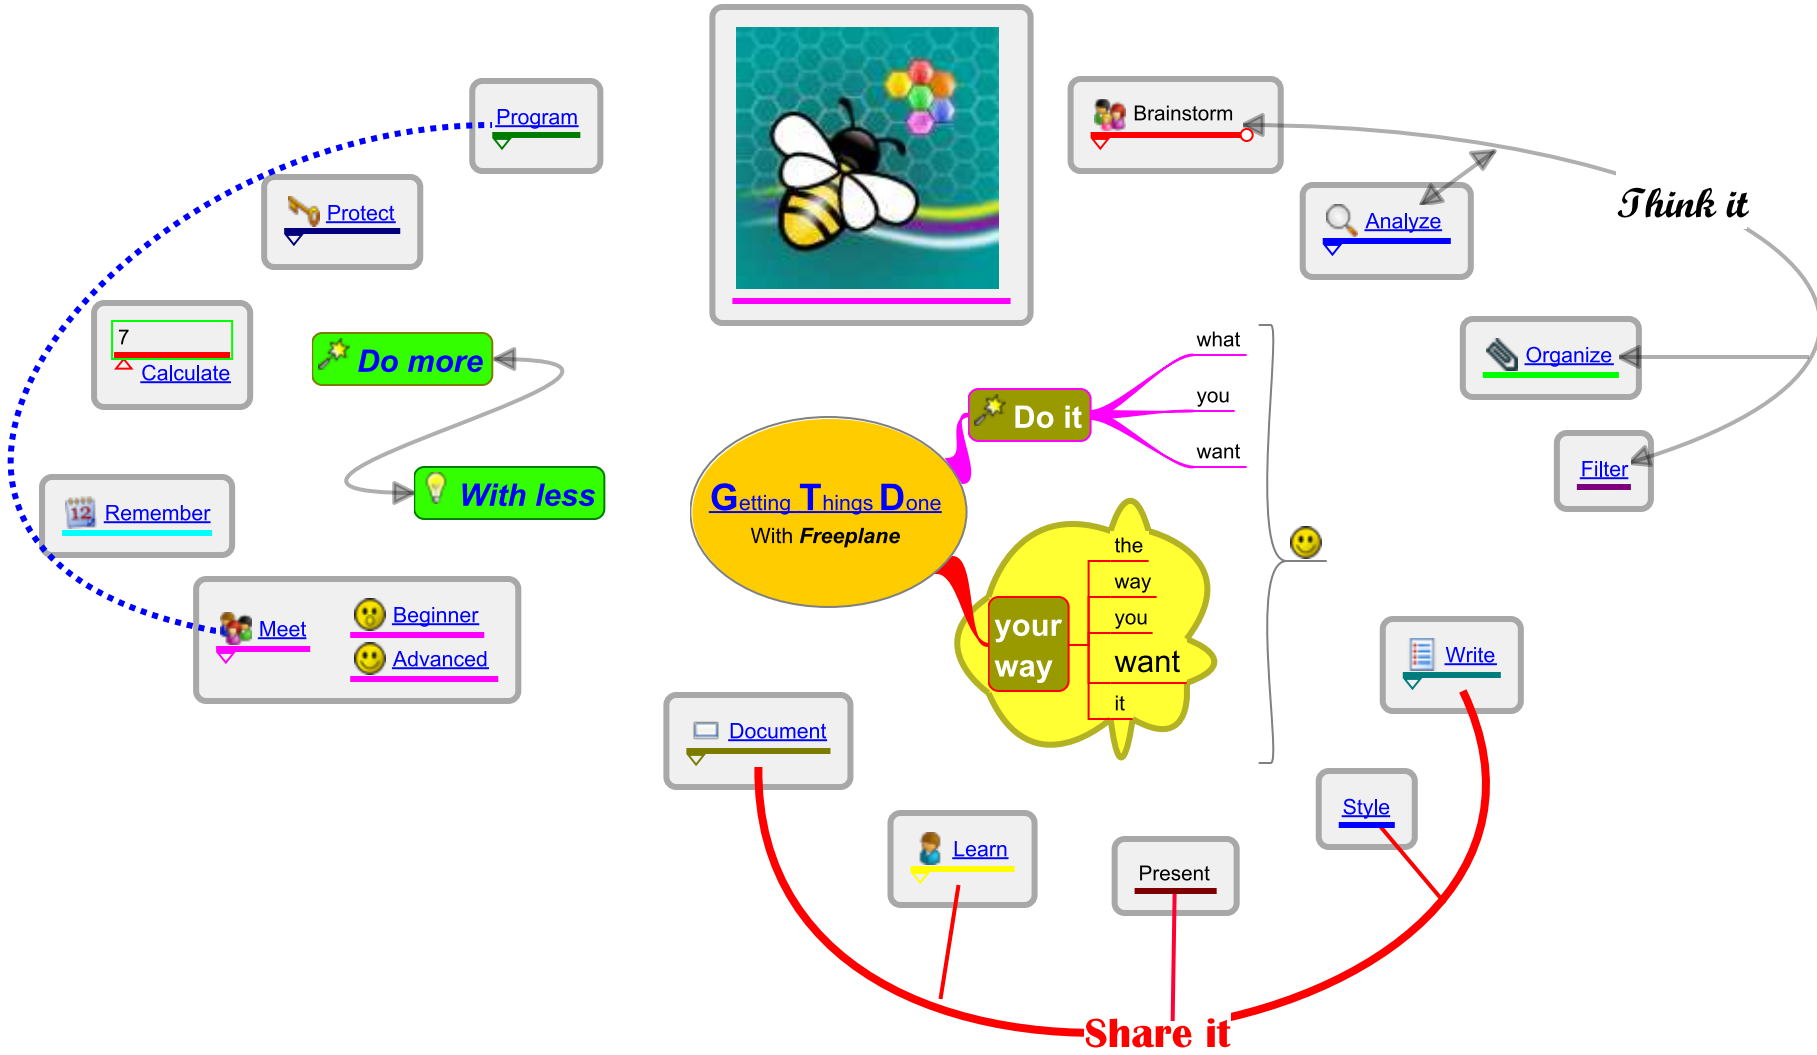 Program
Protect
7
Calculate
Remember
12
Meet
Beginner
Advanced
Do more
With less
Getting Things Done
With Freeplane
Do it
what
you
want
your
way
the
way
you
want
it
Brainstorm
Analyze
Think it
Organize
Filter
Write
Style
Present
Learn
Document
Share it